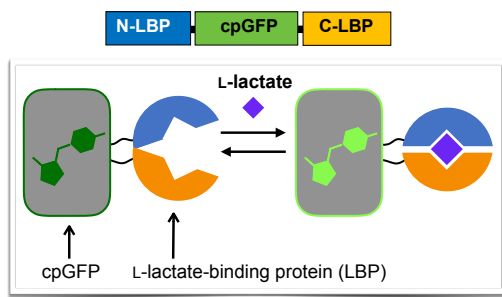 N-LBP cpGFP C-LBP
L-lactate
cpGFP L-lactate-binding protein (LBP)